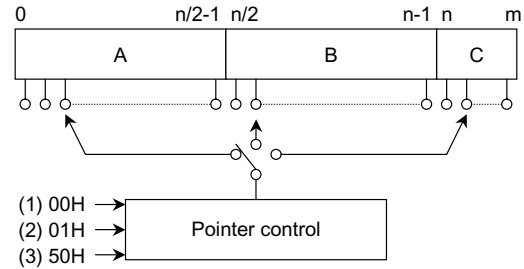 0 n/2-1 n/2 n-1 n m
A B C
(1) 00H
(2) 01H
(3) 50H
Pointer control